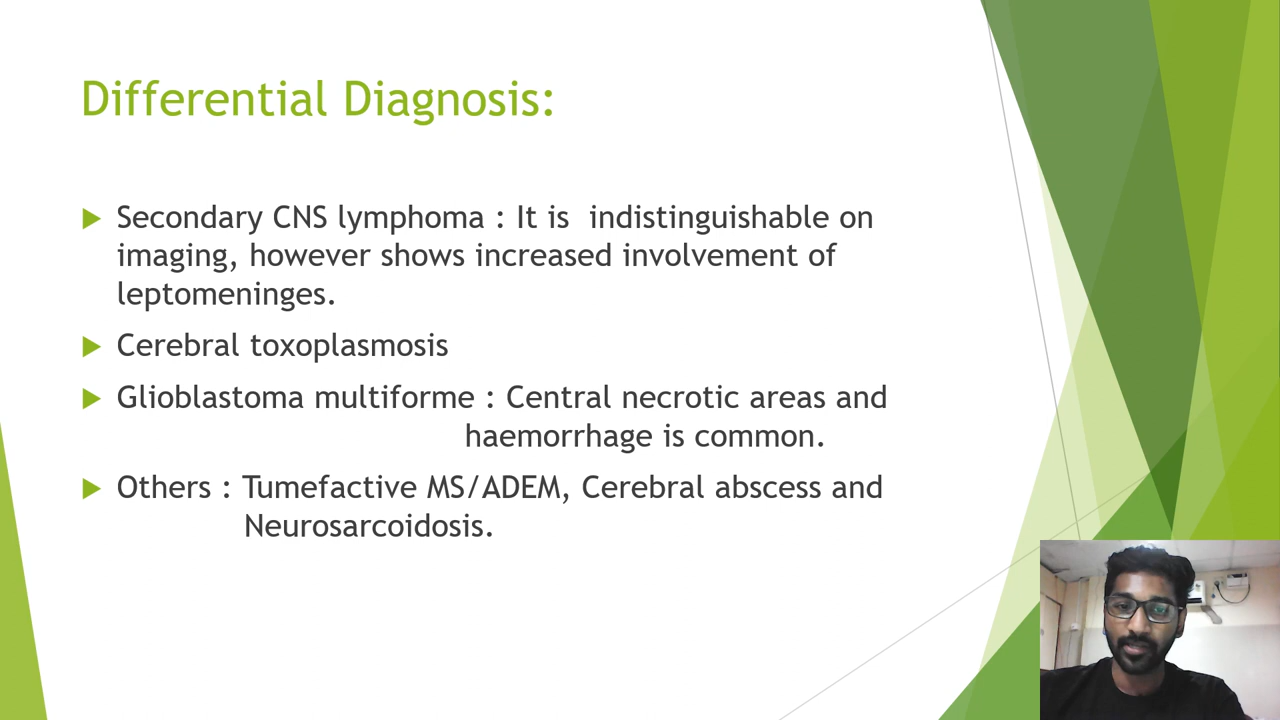 Differential Diagnosis:
Secondary CNS lymphoma : It is  indistinguishable on
imaging, however shows increased involvement of
leptomeninges.
Cerebral toxoplasmosis
Glioblastoma multiforme : Central necrotic areas and
haemorrhage is common.
Others : Tumefactive MS/ADEM, Cerebral abscess and
Neurosarcoidosis.